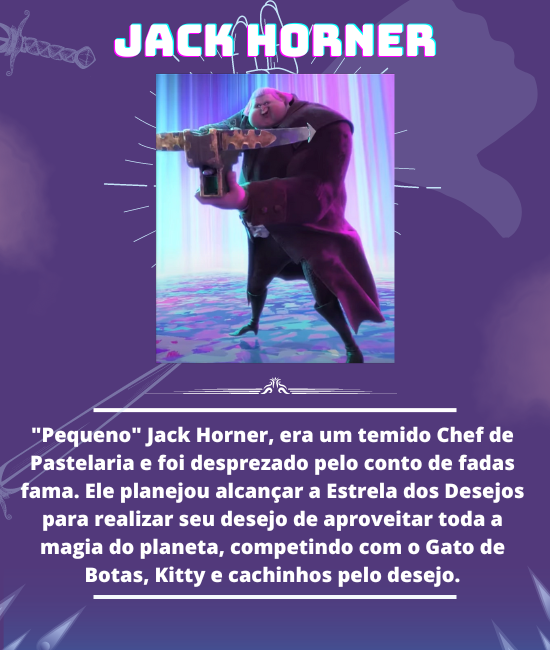 JACK HORNER
"Pequeno" Jack Horner, era um temido Chef de
Pastelaria e foi desprezado pelo conto de fadas
fama. Ele planejou alcançar a Estrela dos Desejos
para realizar seu desejo de aproveitar toda a
magia do planeta, competindo com o Gato de
Botas, Kitty e cachinhos pelo desejo.